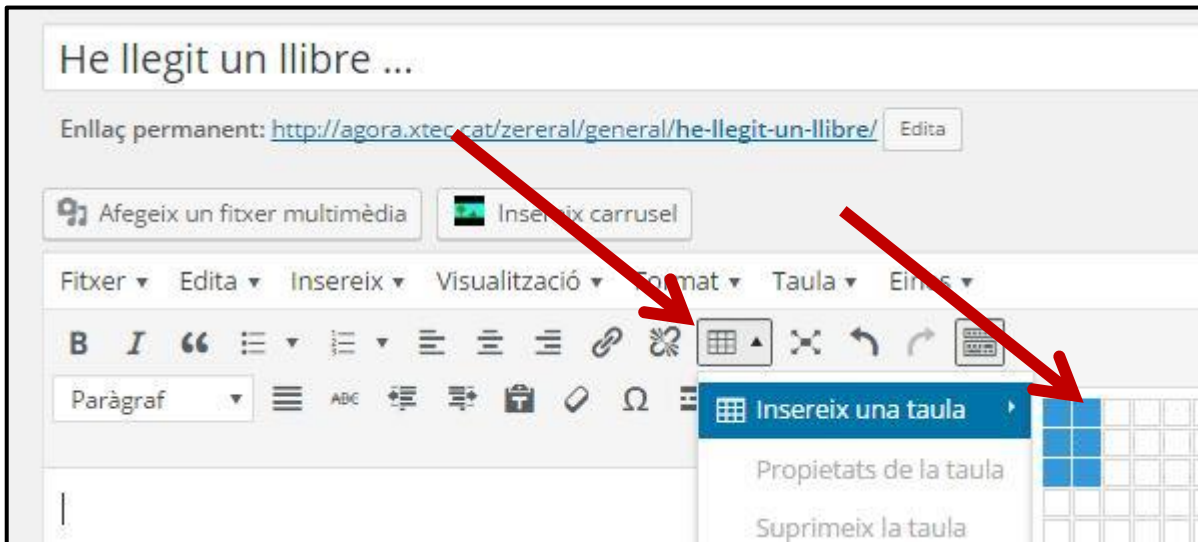 He llegit un llibre ...
Enllaç permanent: http://agora.xtec.cat/zereral/general/he-llegit-un-llibre/ Edita
Afegeix un fitxer multimèdia Insereix carrusel
Fitxer Edita Insereix Visualització Format Taula Eines
B I
Paràgraf ABC T Ω
Insereix una taula
Propietats de la taula
Suprimeix la taula